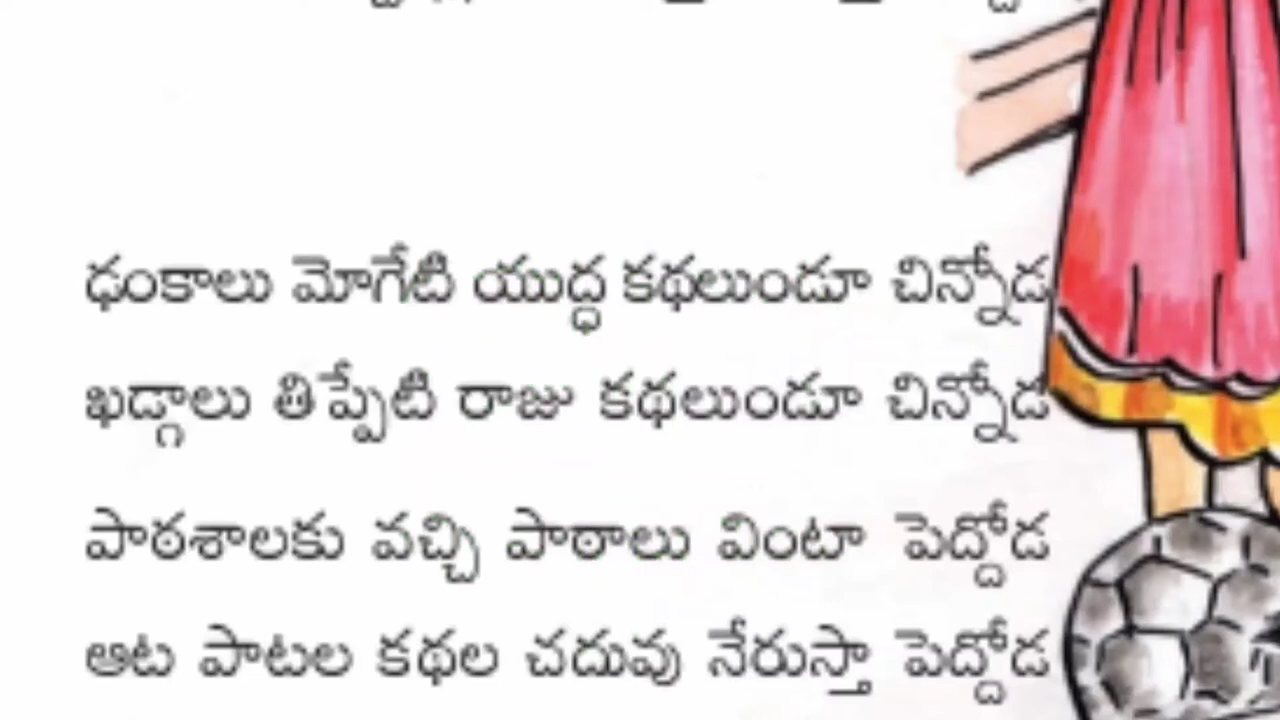 ఢంకాలు మోగేటి యుద్ధ కథలుండూ చిన్నోడ
ఖడ్గాలు తిప్పేటి రాజు కథలుండూ చిన్నోడ
పాఠశాలకు వచ్చి పాఠాలు వింటా పెద్దోడ
ఆట పాటల కథల చదువు నేరుస్తా పెద్దోడ